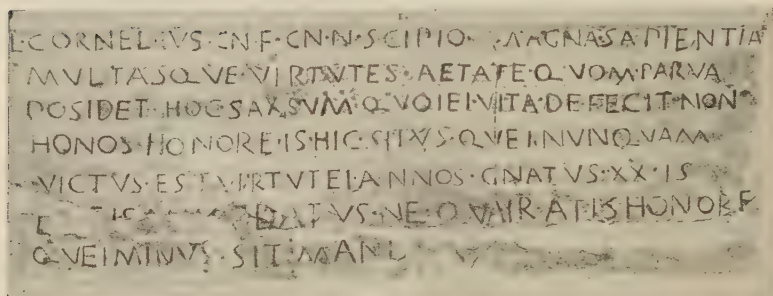 L·CORNELIVS·CN·F·CN·N·SCIPIO·MAGNA·SAPIENTIA
MVLTASQVE·VIRTVTES·AETATE·QVOM·PARVA
POSIDET·HOC·SAXSVM·QVOIEI·VITA·DEFECIT·NON
HONOS·HONORE·IS·HIC·SITVS·QVEI·NVNQVAM
VICTVS·EST·VIRTVTEI·ANNOS·GNATVS·XX·IS
DATVS·NE·QVAIRATIS·HONORE
QVEI·MINVS·SIT·MAN